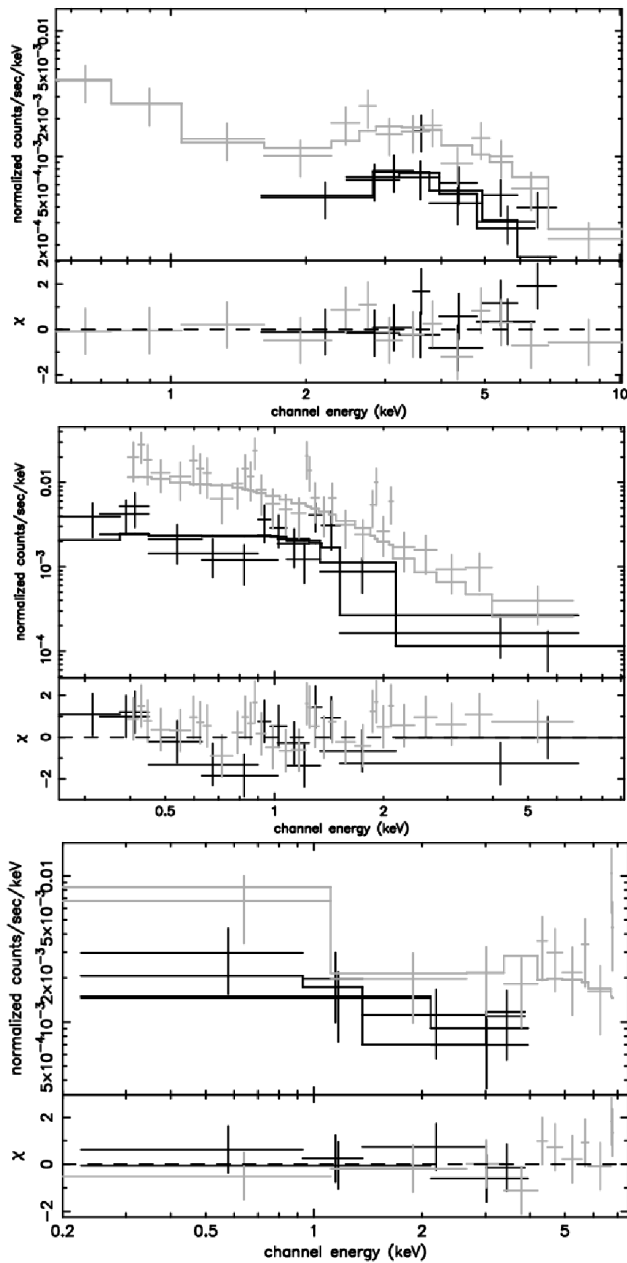 normalized counts/sec/keV
2×10⁻⁴ 5×10⁻⁴ 10⁻³ 2×10⁻³ 5×10⁻³ 0.01
χ
2
0
−2
1 2 5 10
channel energy (keV)
normalized counts/sec/keV
0.01
10⁻³
10⁻⁴
χ
2
0
−2
0.5 1 2 5
channel energy (keV)
normalized counts/sec/keV
5×10⁻⁴ 10⁻³ 2×10⁻³ 5×10⁻³ 0.01
χ
2
0
−2
0.2 0.5 1 2 5
channel energy (keV)